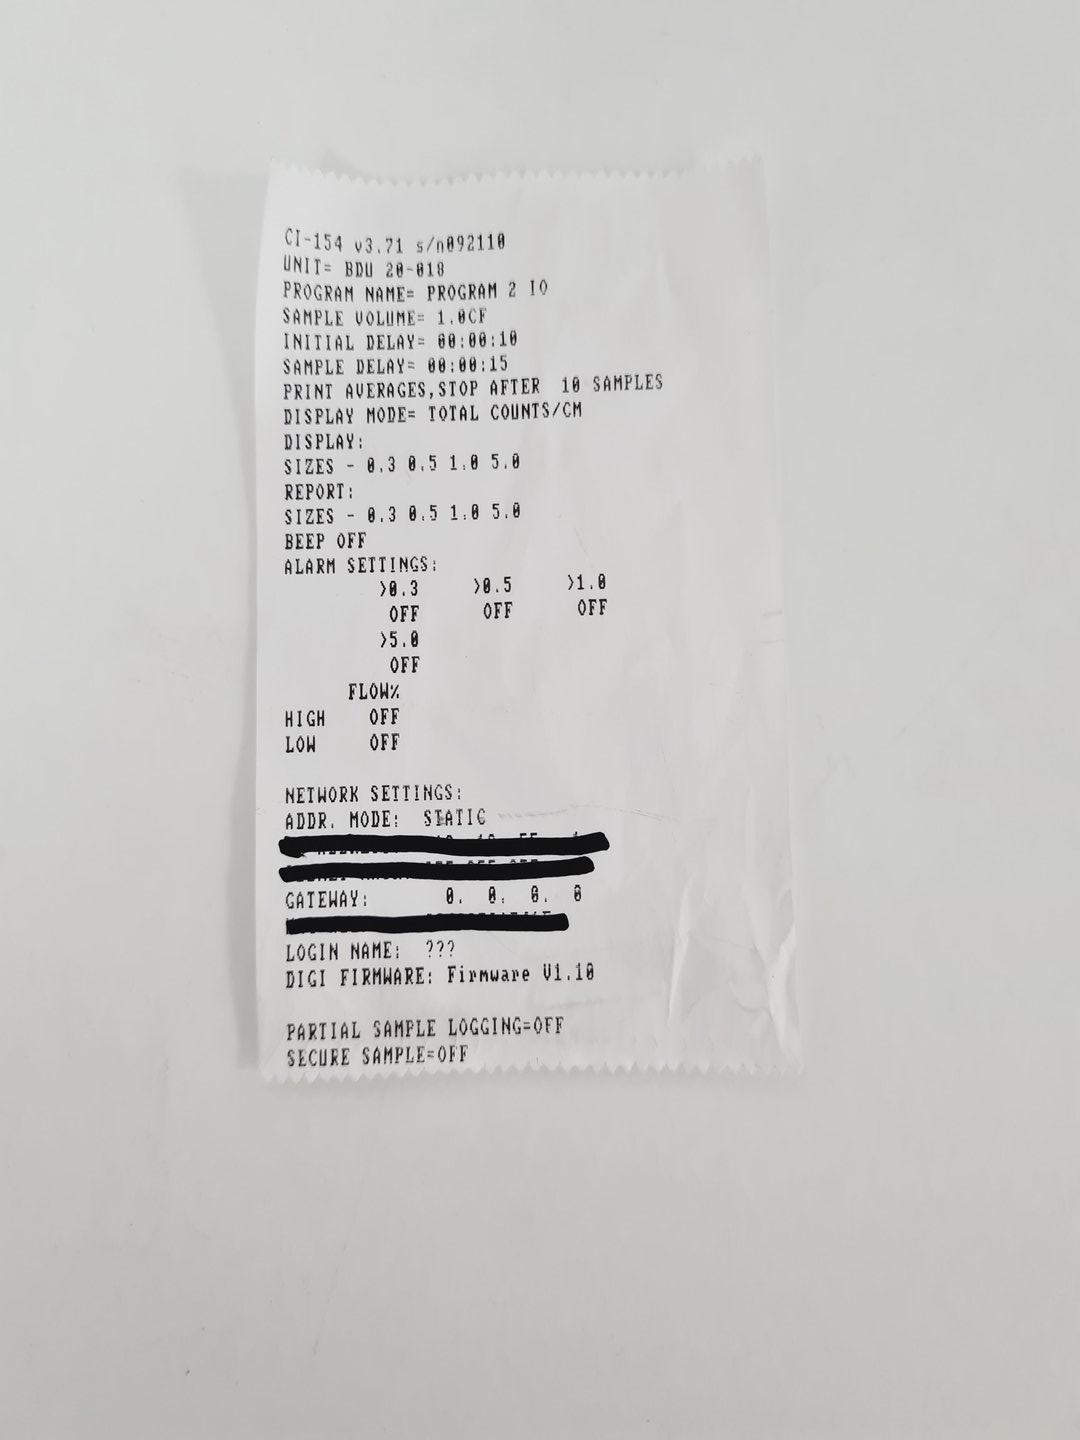 CI-154 v3.71 s/n092110
UNIT= BDU 20-018
PROGRAM NAME= PROGRAM 2 IO
SAMPLE VOLUME= 1.0CF
INITIAL DELAY= 00:00:10
SAMPLE DELAY= 00:00:15
PRINT AVERAGES,STOP AFTER 10 SAMPLES
DISPLAY MODE= TOTAL COUNTS/CM
DISPLAY:
SIZES - 0.3 0.5 1.0 5.0
REPORT:
SIZES - 0.3 0.5 1.0 5.0
BEEP OFF
ALARM SETTINGS:
>0.3 >0.5 >1.0
OFF OFF OFF
>5.0
OFF
FLOW%
HIGH OFF
LOW OFF
NETWORK SETTINGS:
ADDR. MODE: STATIC
GATEWAY: 0. 0. 0. 0
LOGIN NAME: ???
DIGI FIRMWARE: Firmware V1.10
PARTIAL SAMPLE LOGGING=OFF
SECURE SAMPLE=OFF